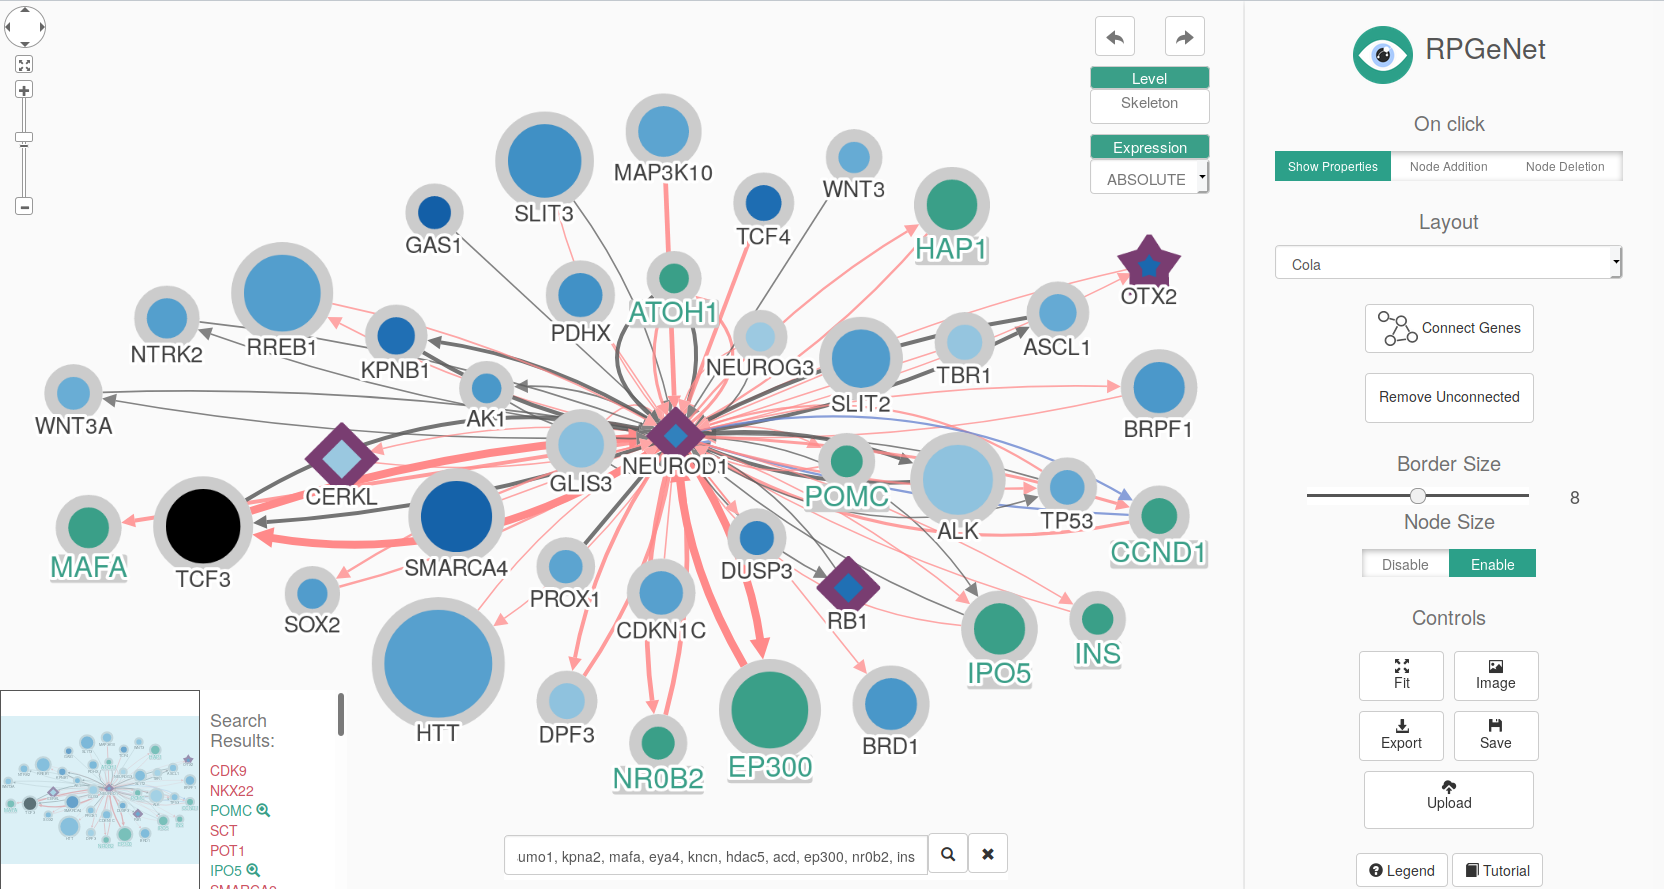 RPGeNet
Level
Skeleton
Expression
ABSOLUTE
On click
Show Properties
Node Addition
Node Deletion
Layout
Cola
Connect Genes
Remove Unconnected
Border Size
8
Node Size
Disable
Enable
Controls
Fit
Image
Export
Save
Upload
Legend
Tutorial
MAP3K10
SLIT3
WNT3
TCF4
GAS1
HAP1
OTX2
ATOH1
PDHX
NTRK2
RREB1
KPNB1
NEUROG3
TBR1
ASCL1
SLIT2
AK1
WNT3A
BRPF1
NEUROD1
GLIS3
CERKL
POMC
ALK
TP53
CCND1
MAFA
TCF3
SMARCA4
DUSP3
PROX1
SOX2
CDKN1C
RB1
INS
IPO5
HTT
DPF3
NR0B2
EP300
BRD1
Search
Results:
CDK9
NKX22
POMC
SCT
POT1
IPO5
umo1, kpna2, mafa, eya4, kncn, hdac5, acd, ep300, nr0b2, ins